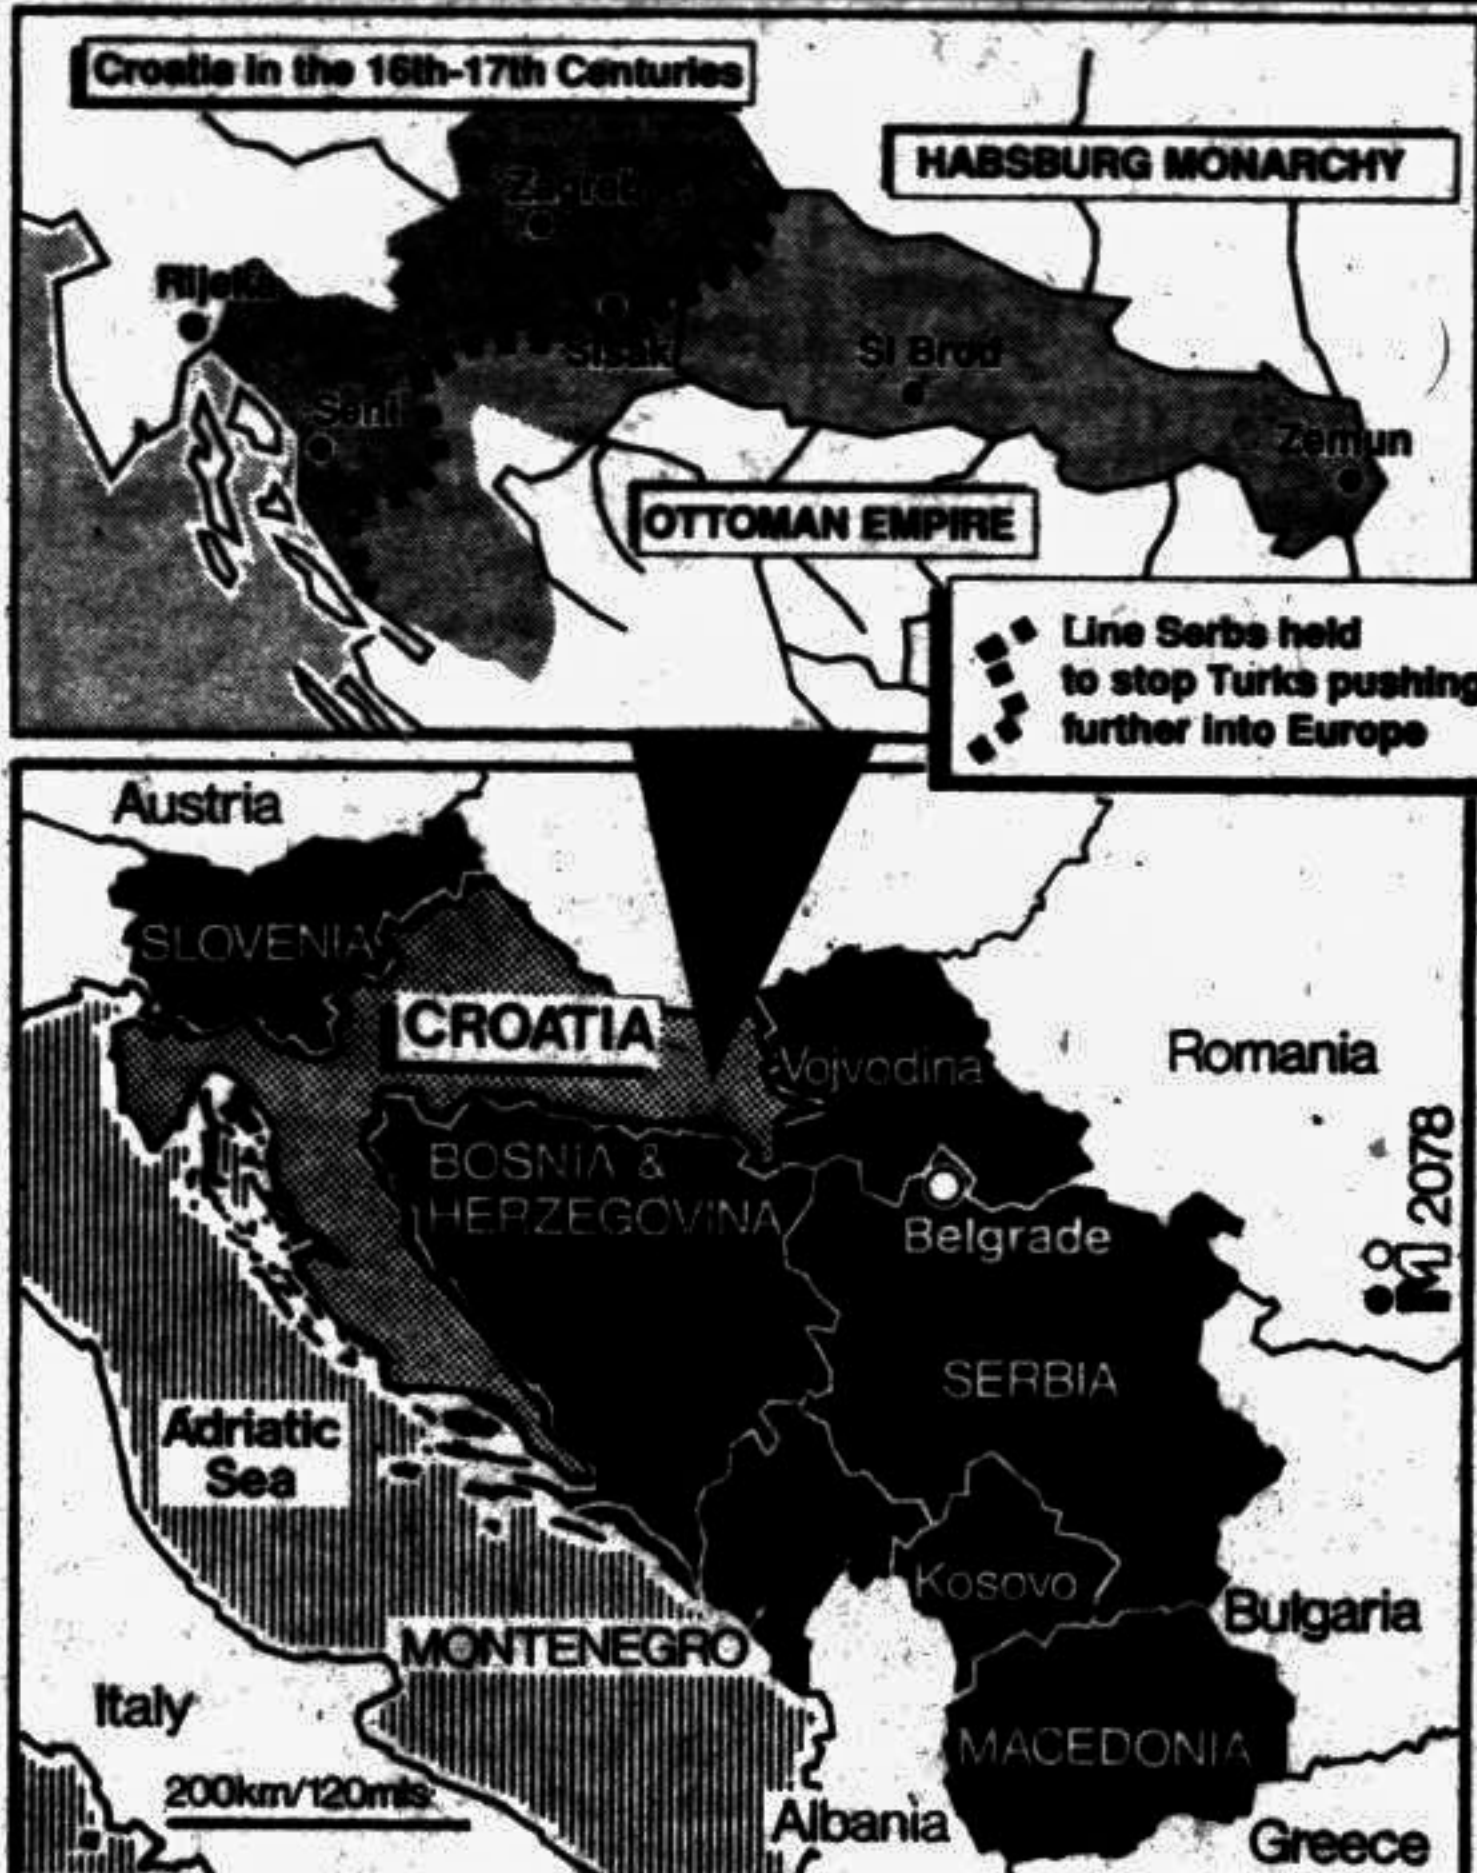 Croatia in the 16th-17th Centuries
HABSBURG MONARCHY
Zagreb
Rijeka
Sisak
Sl Brod
Senj
Zemun
OTTOMAN EMPIRE
Line Serbs held
to stop Turks pushing
further into Europe
Austria
SLOVENIA
CROATIA
Vojvodina
Romania
BOSNIA &
HERZEGOVINA
Belgrade
2078
SERBIA
Adriatic
Sea
Kosovo
Bulgaria
MONTENEGRO
Italy
MACEDONIA
200km/120mls
Albania
Greece